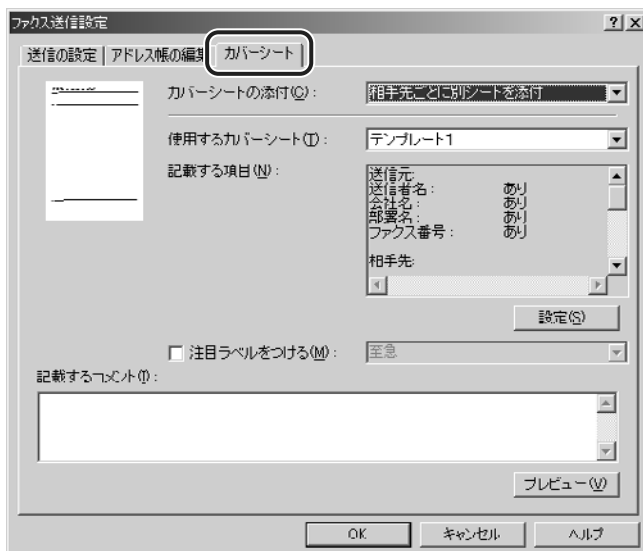 ファクス送信設定
送信の設定 アドレス帳の編集 カバーシート
カバーシートの添付(C): 相手先ごとに別シートを添付
使用するカバーシート(T): テンプレート1
記載する項目(N): 送信元:
送信者名: あり
会社名: あり
部署名: あり
ファクス番号: あり
相手先:
設定(S)
注目ラベルをつける(M): 至急
記載するコメント(I):
プレビュー(V)
OK キャンセル ヘルプ